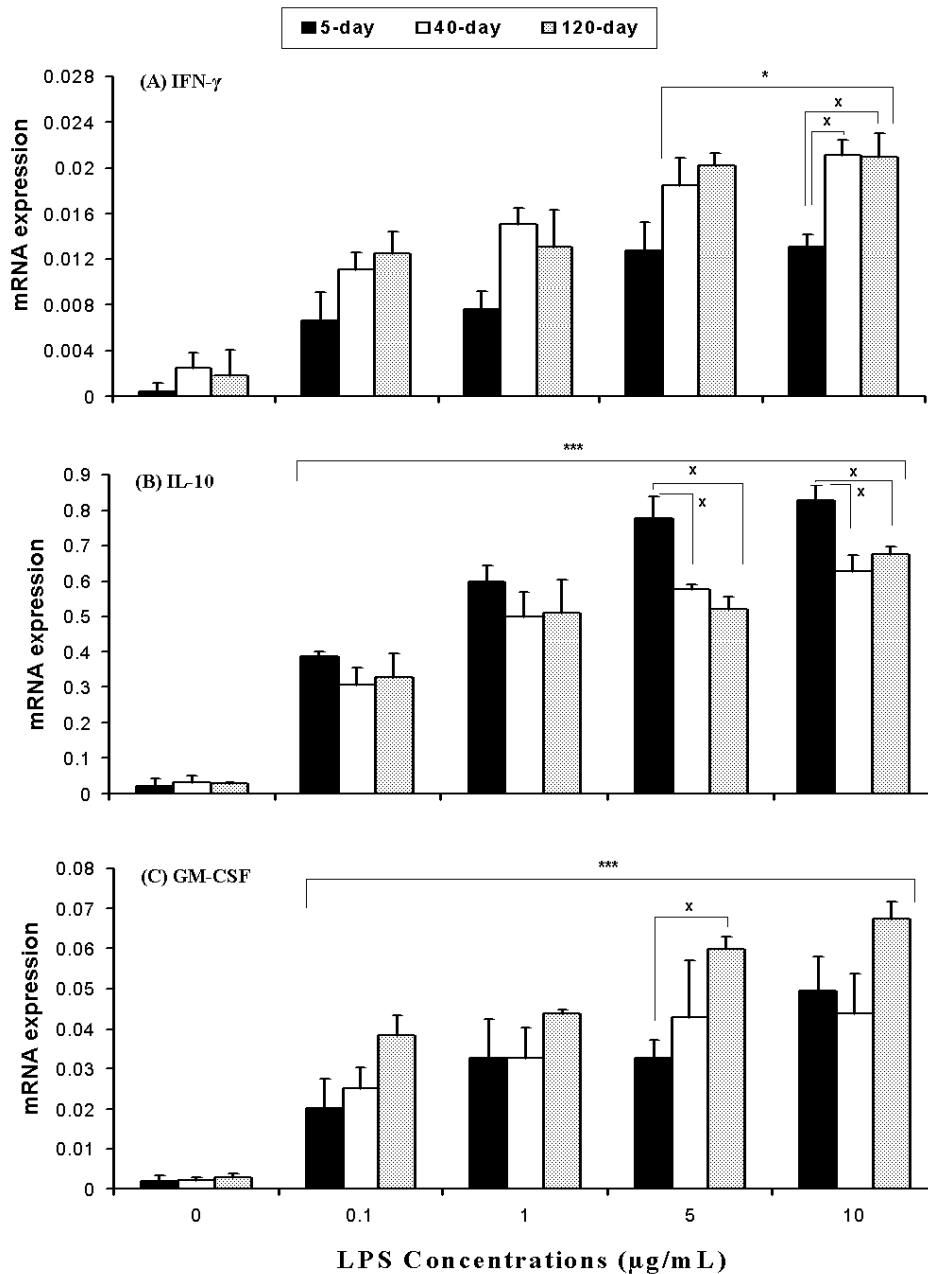 5-day 40-day 120-day
(A) IFN-γ
*
x
x
mRNA expression
0.028
0.024
0.02
0.016
0.012
0.008
0.004
0
(B) IL-10
***
x
x
x
x
mRNA expression
0.9
0.8
0.7
0.6
0.5
0.4
0.3
0.2
0.1
0
(C) GM-CSF
***
x
mRNA expression
0.08
0.07
0.06
0.05
0.04
0.03
0.02
0.01
0
0 0.1 1 5 10
LPS Concentrations (µg/mL)